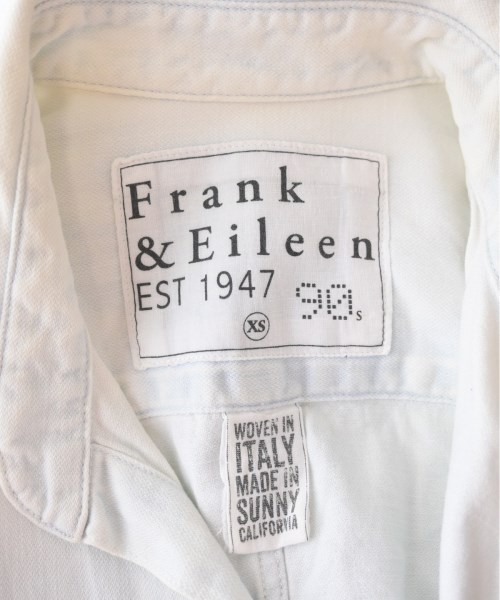 Frank
& Eileen
EST 1947 90s
XS
WOVEN IN
ITALY
MADE IN
SUNNY
CALIFORNIA